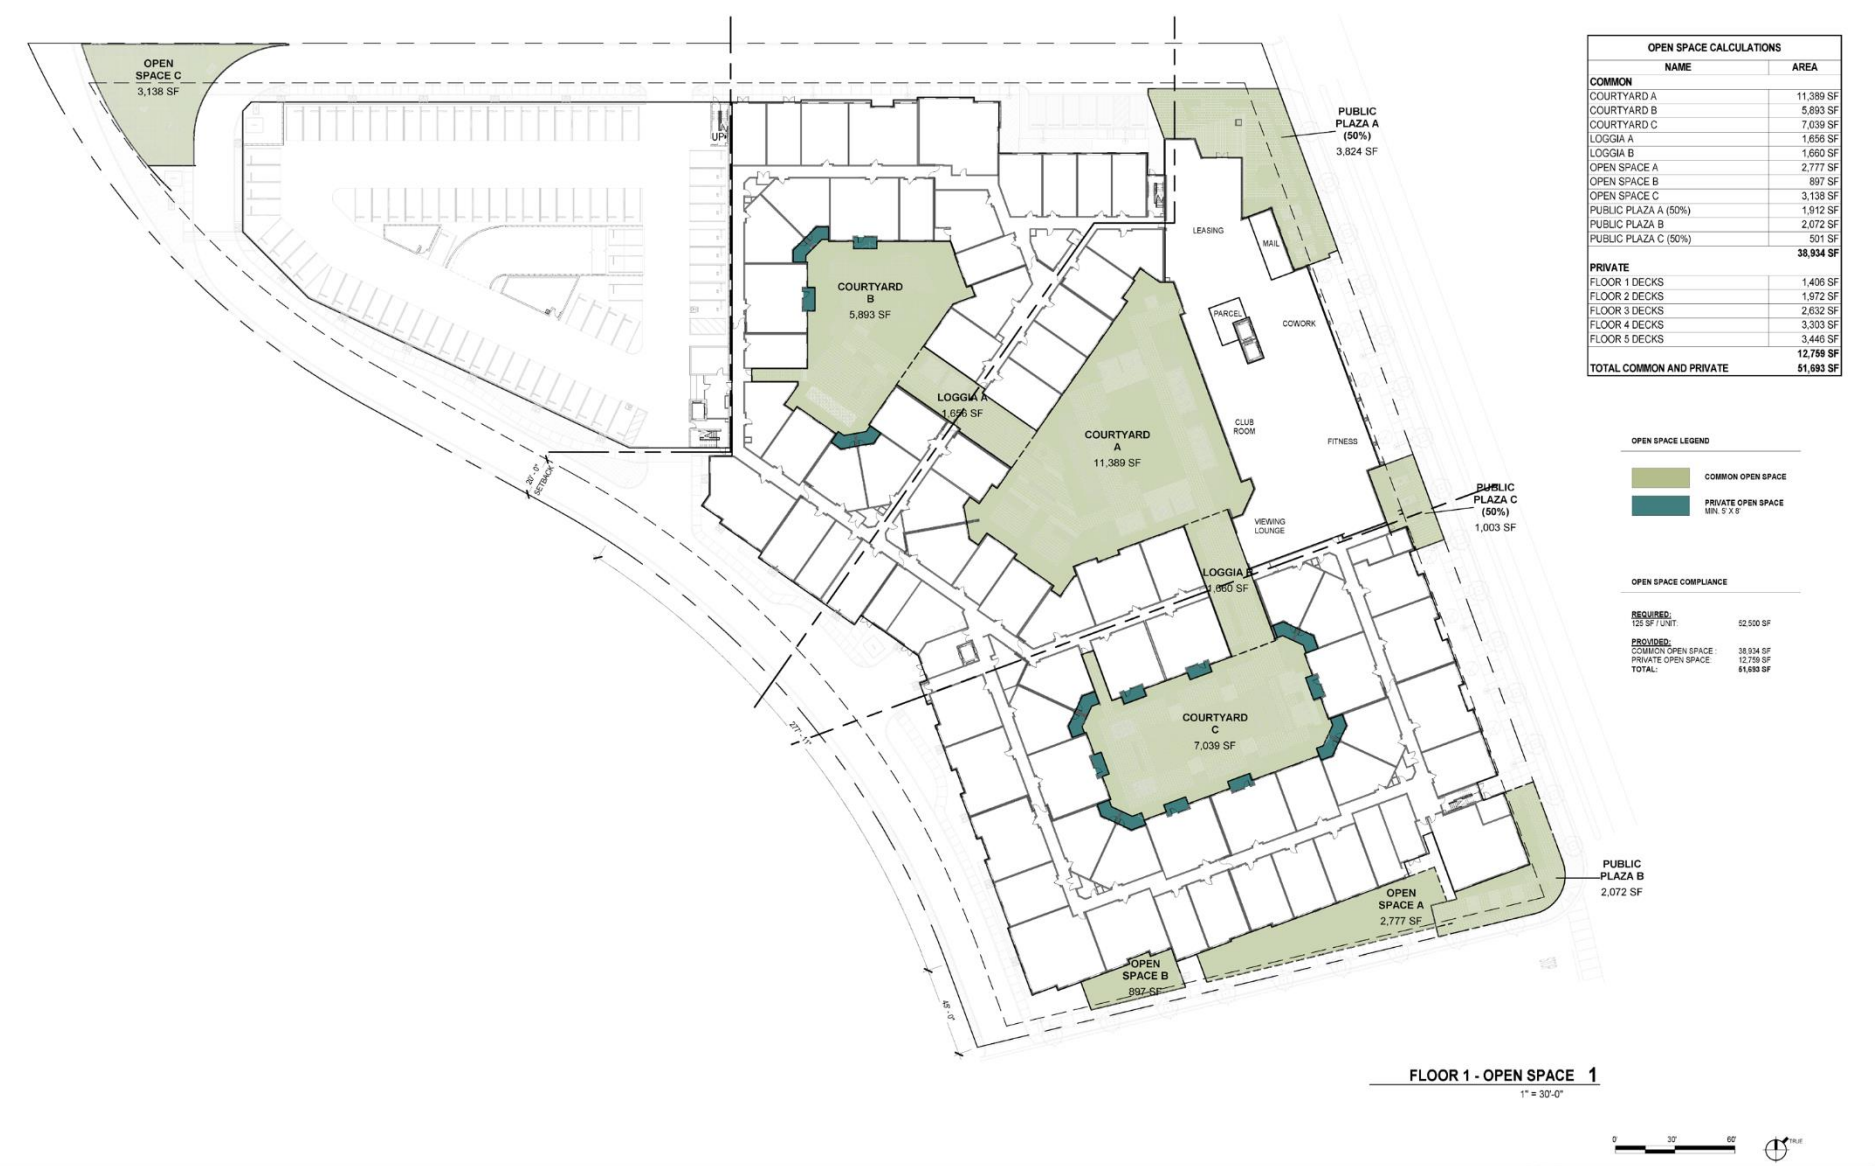 OPEN
SPACE C
3,138 SF
UP
PUBLIC
PLAZA A
(50%)
3,824 SF
LEASING
MAIL
PARCEL
COWORK
COURTYARD
B
5,893 SF
LOGGIA A
1,656 SF
CLUB
ROOM
FITNESS
COURTYARD
A
11,389 SF
20' - 0"
SETBACK
PUBLIC
PLAZA C
(50%)
1,003 SF
VIEWING
LOUNGE
LOGGIA B
1,660 SF
277' - 11"
COURTYARD
C
7,039 SF
PUBLIC
PLAZA B
2,072 SF
OPEN
SPACE A
2,777 SF
OPEN
SPACE B
897 SF
45' - 0"
OPEN SPACE CALCULATIONS
NAME AREA
COMMON
COURTYARD A 11,389 SF
COURTYARD B 5,893 SF
COURTYARD C 7,039 SF
LOGGIA A 1,656 SF
LOGGIA B 1,660 SF
OPEN SPACE A 2,777 SF
OPEN SPACE B 897 SF
OPEN SPACE C 3,138 SF
PUBLIC PLAZA A (50%) 1,912 SF
PUBLIC PLAZA B 2,072 SF
PUBLIC PLAZA C (50%) 501 SF
38,934 SF
PRIVATE
FLOOR 1 DECKS 1,406 SF
FLOOR 2 DECKS 1,972 SF
FLOOR 3 DECKS 2,632 SF
FLOOR 4 DECKS 3,303 SF
FLOOR 5 DECKS 3,446 SF
12,759 SF
TOTAL COMMON AND PRIVATE 51,693 SF
OPEN SPACE LEGEND
COMMON OPEN SPACE
PRIVATE OPEN SPACE
MIN. 5' X 8'
OPEN SPACE COMPLIANCE
REQUIRED:
125 SF / UNIT: 52,500 SF
PROVIDED:
COMMON OPEN SPACE : 38,934 SF
PRIVATE OPEN SPACE: 12,759 SF
TOTAL: 51,693 SF
FLOOR 1 - OPEN SPACE 1
1" = 30'-0"
0' 30' 60'
TRUE